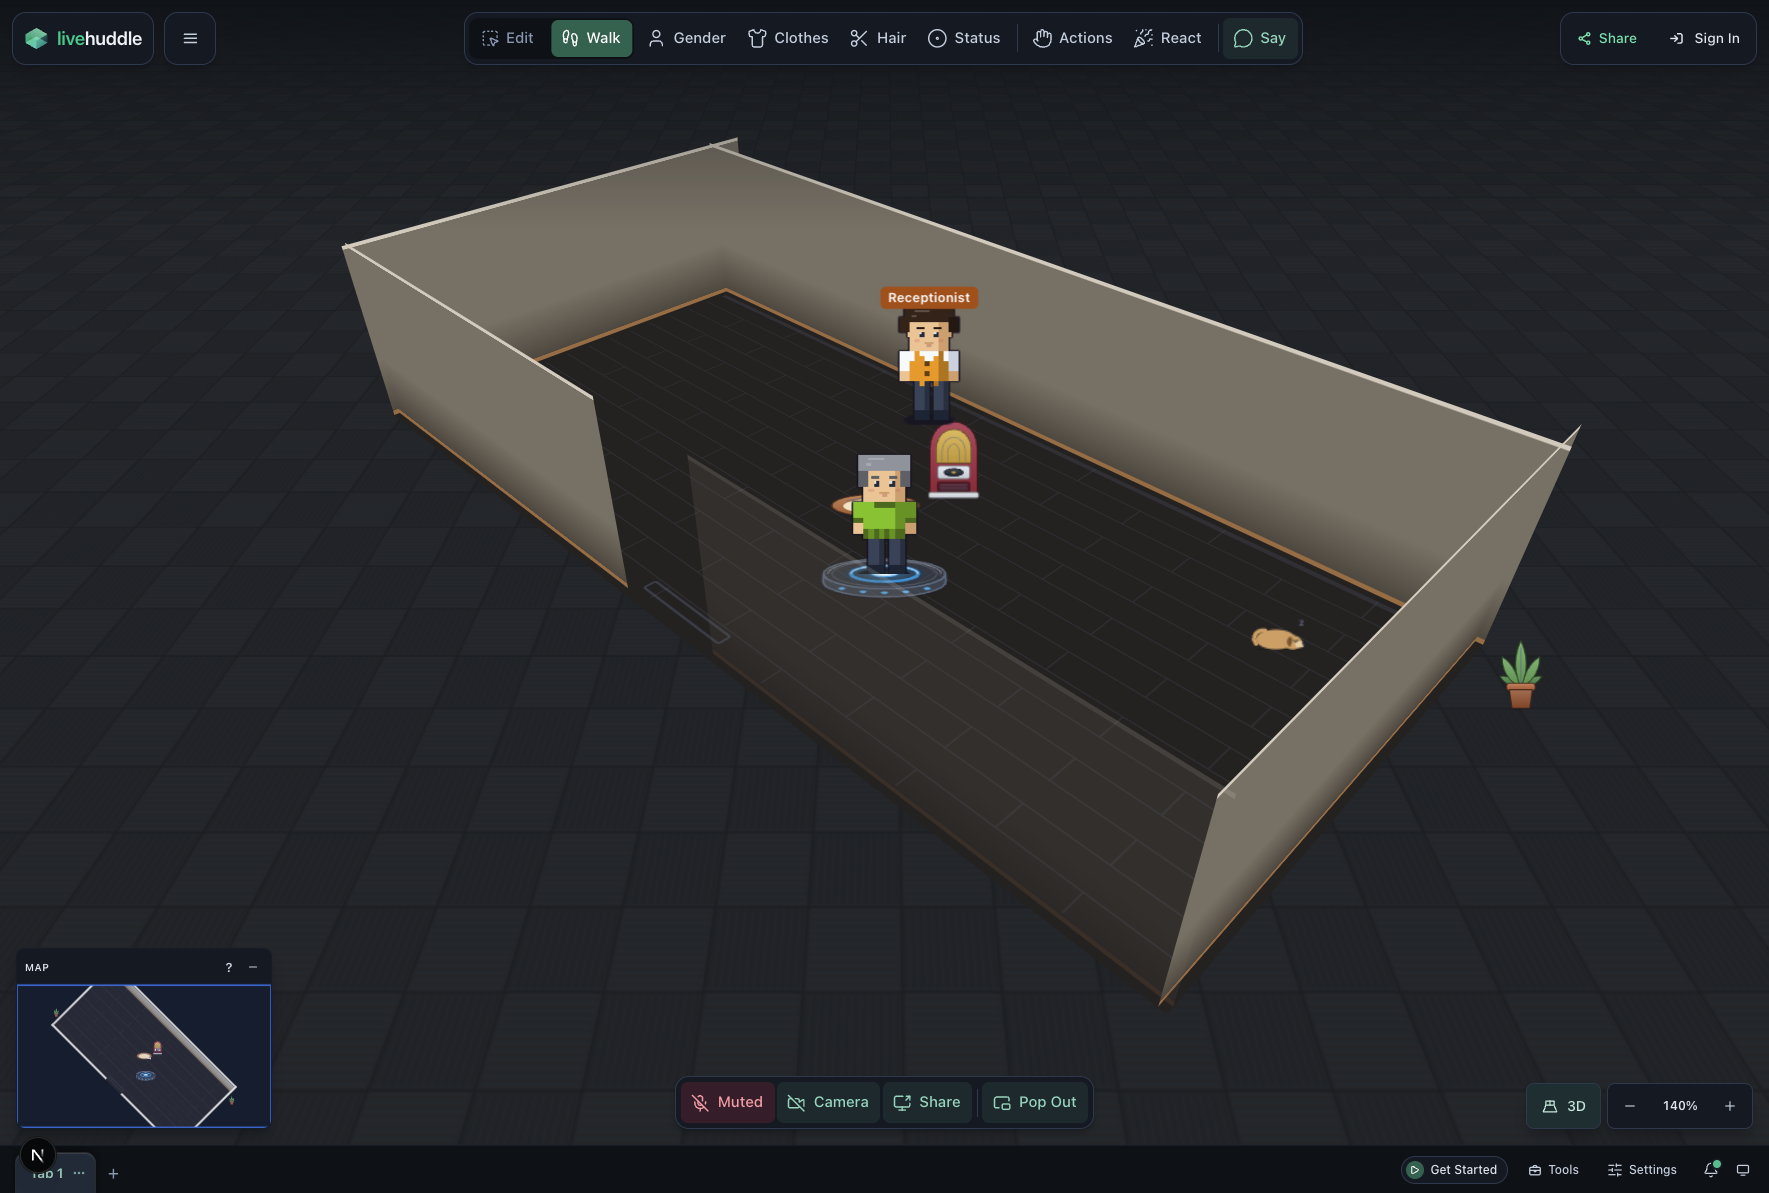 livehuddle
Edit
Walk
Gender
Clothes
Hair
Status
Actions
React
Say
Share
Sign In
Receptionist
z
MAP
?
Muted
Camera
Share
Pop Out
3D
140%
N
Tab 1
Get Started
Tools
Settings